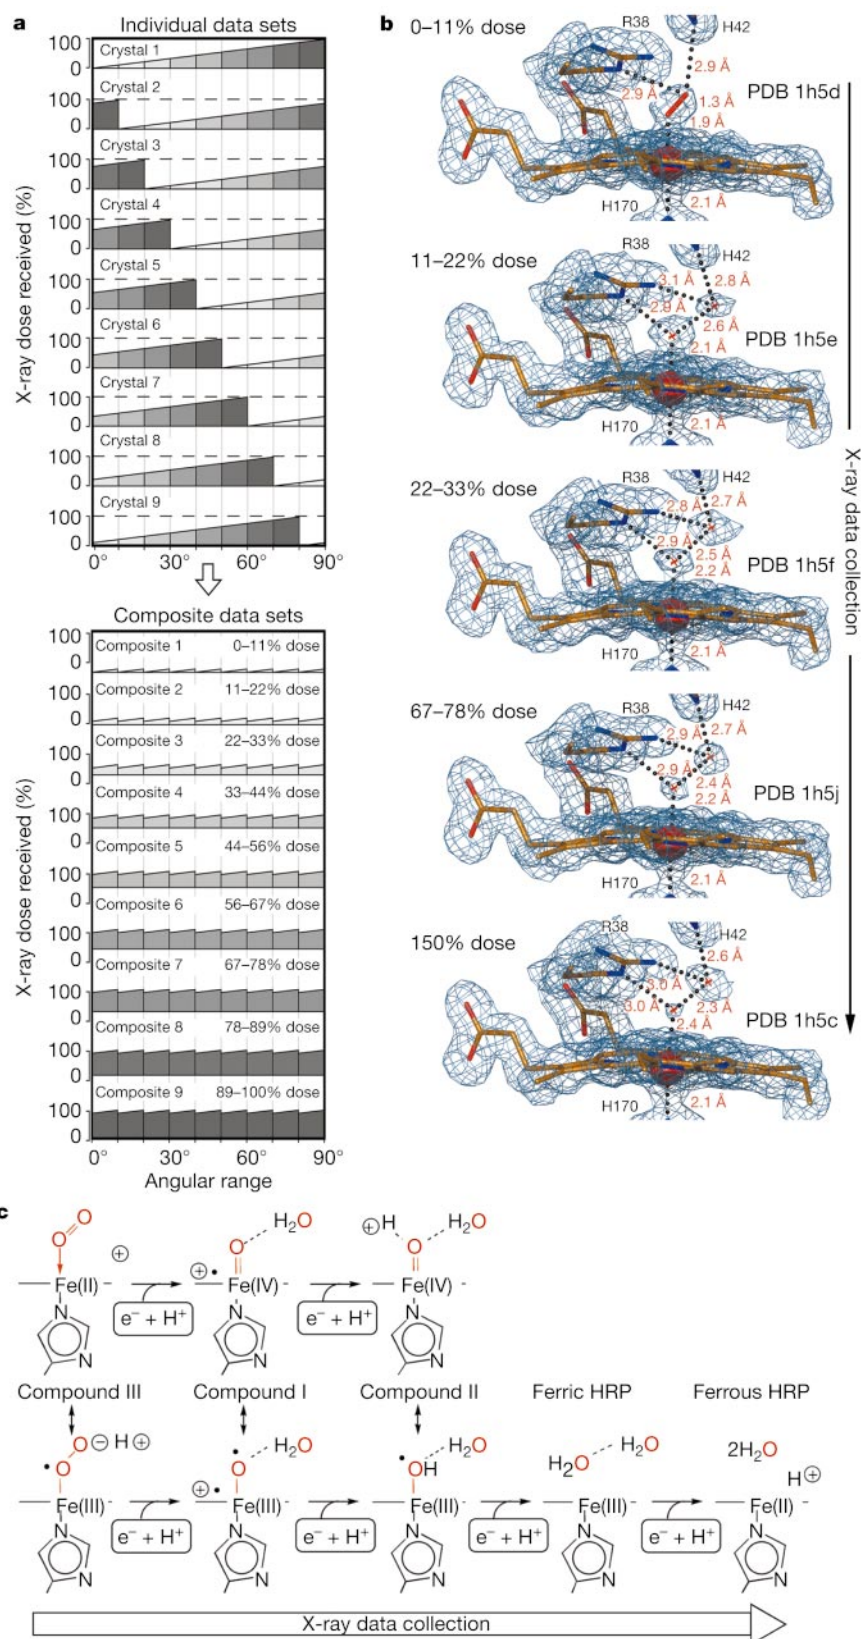 a
Individual data sets
X-ray dose received (%)
100
0
Crystal 1
100
0
Crystal 2
100
0
Crystal 3
100
0
Crystal 4
100
0
Crystal 5
100
0
Crystal 6
100
0
Crystal 7
100
0
Crystal 8
100
0
Crystal 9
0° 30° 60° 90°
Composite data sets
X-ray dose received (%)
100
0
Composite 1 0–11% dose
100
0
Composite 2 11–22% dose
100
0
Composite 3 22–33% dose
100
0
Composite 4 33–44% dose
100
0
Composite 5 44–56% dose
100
0
Composite 6 56–67% dose
100
0
Composite 7 67–78% dose
100
0
Composite 8 78–89% dose
100
0
Composite 9 89–100% dose
0° 30° 60° 90°
Angular range
b
0–11% dose
R38
H42
2.9 Å
2.9 Å
1.3 Å
1.9 Å
PDB 1h5d
H170
2.1 Å
11–22% dose
R38
H42
3.1 Å
2.8 Å
2.9 Å
2.6 Å
2.1 Å
PDB 1h5e
H170
2.1 Å
22–33% dose
R38
H42
2.8 Å
2.7 Å
2.9 Å
2.5 Å
2.2 Å
PDB 1h5f
H170
2.1 Å
67–78% dose
R38
H42
2.9 Å
2.7 Å
2.9 Å
2.4 Å
2.2 Å
PDB 1h5j
H170
2.1 Å
150% dose
R38
H42
2.6 Å
3.0 Å
3.0 Å
2.3 Å
2.4 Å
PDB 1h5c
H170
2.1 Å
X-ray data collection
c
O O
Fe(II) ⊕
N
N
e⁻ + H⁺
⊕•
O H₂O
Fe(IV)
N
N
e⁻ + H⁺
⊕H H₂O
O
Fe(IV)
N
N
Compound III Compound I Compound II Ferric HRP Ferrous HRP
O ⊖ H ⊕
• O
Fe(III)
N
N
e⁻ + H⁺
•
O H₂O
⊕•
Fe(III)
N
N
e⁻ + H⁺
•
OH H₂O
Fe(III)
N
N
e⁻ + H⁺
H₂O H₂O
Fe(III)
N
N
e⁻ + H⁺
2H₂O
H⊕
Fe(II)
N
N
X-ray data collection